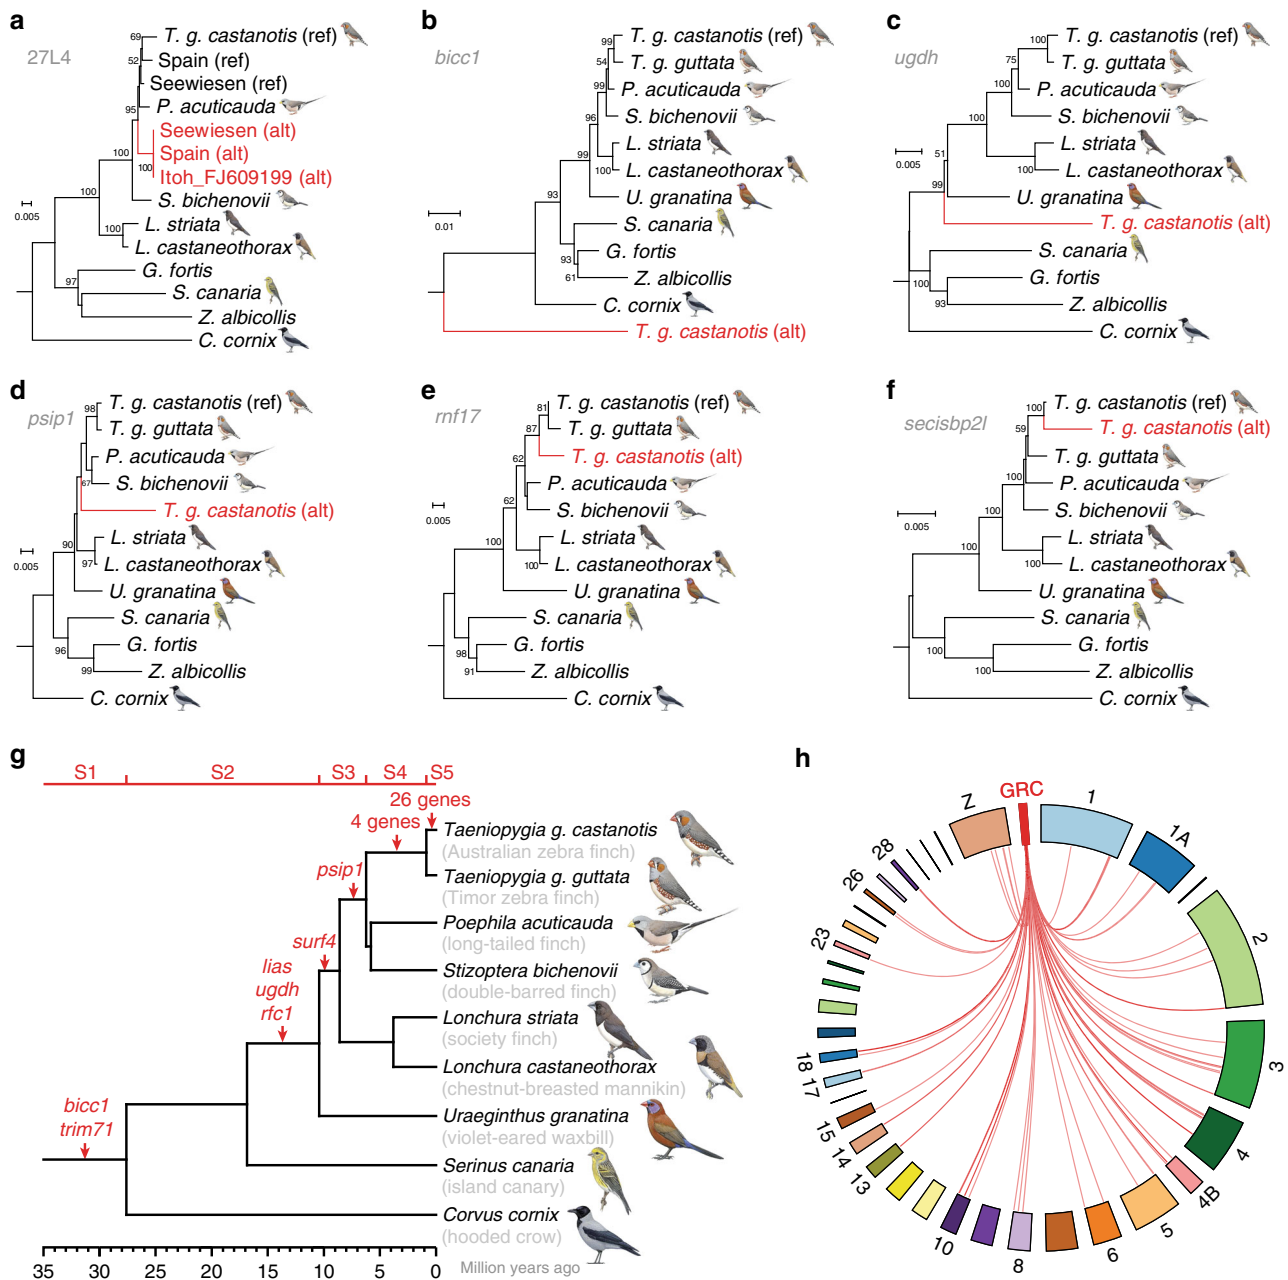 a
27L4
69
T. g. castanotis (ref)
52
Spain (ref)
Seewiesen (ref)
95
P. acuticauda
Seewiesen (alt)
100
Spain (alt)
100
Itoh_FJ609199 (alt)
100
S. bichenovii
0.005
L. striata
100
L. castaneothorax
G. fortis
97
S. canaria
Z. albicollis
C. cornix
b
bicc1
99
T. g. castanotis (ref)
54
T. g. guttata
99
P. acuticauda
S. bichenovii
96
L. striata
99
100
L. castaneothorax
93
U. granatina
0.01
S. canaria
G. fortis
93
61
Z. albicollis
C. cornix
T. g. castanotis (alt)
c
ugdh
100
T. g. castanotis (ref)
75
T. g. guttata
100
P. acuticauda
S. bichenovii
100
L. striata
0.005
51
100
L. castaneothorax
99
U. granatina
T. g. castanotis (alt)
S. canaria
100
G. fortis
93
Z. albicollis
C. cornix
d
psip1
98
T. g. castanotis (ref)
T. g. guttata
P. acuticauda
67
S. bichenovii
T. g. castanotis (alt)
90
L. striata
0.005
97
L. castaneothorax
U. granatina
S. canaria
96
G. fortis
99
Z. albicollis
C. cornix
e
rnf17
81
T. g. castanotis (ref)
87
T. g. guttata
62
T. g. castanotis (alt)
P. acuticauda
62
S. bichenovii
0.005
L. striata
100
100
L. castaneothorax
U. granatina
S. canaria
98
G. fortis
91
Z. albicollis
C. cornix
f
secisbp2l
100
T. g. castanotis (ref)
59
T. g. castanotis (alt)
T. g. guttata
100
P. acuticauda
100
S. bichenovii
0.005
L. striata
100
100
L. castaneothorax
U. granatina
S. canaria
100
G. fortis
100
Z. albicollis
C. cornix
g
S1
S2
S3
S4
S5
26 genes
4 genes
psip1
surf4
lias
ugdh
rfc1
bicc1
trim71
Taeniopygia g. castanotis
(Australian zebra finch)
Taeniopygia g. guttata
(Timor zebra finch)
Poephila acuticauda
(long-tailed finch)
Stizoptera bichenovii
(double-barred finch)
Lonchura striata
(society finch)
Lonchura castaneothorax
(chestnut-breasted mannikin)
Uraeginthus granatina
(violet-eared waxbill)
Serinus canaria
(island canary)
Corvus cornix
(hooded crow)
35 30 25 20 15 10 5 0
Million years ago
h
GRC
1
1A
2
3
4
4B
5
6
8
10
13
14
15
17
18
23
26
28
Z